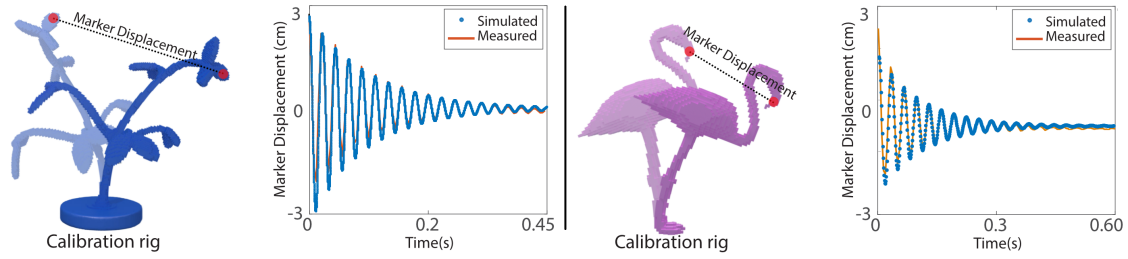 Marker Displacement
Calibration rig
3
0
-3
Marker Displacement (cm)
Simulated
Measured
0
0.2
0.45
Time(s)
Marker Displacement
Calibration rig
3
0
-3
Marker Displacement (cm)
Simulated
Measured
0
0.3
0.60
Time(s)